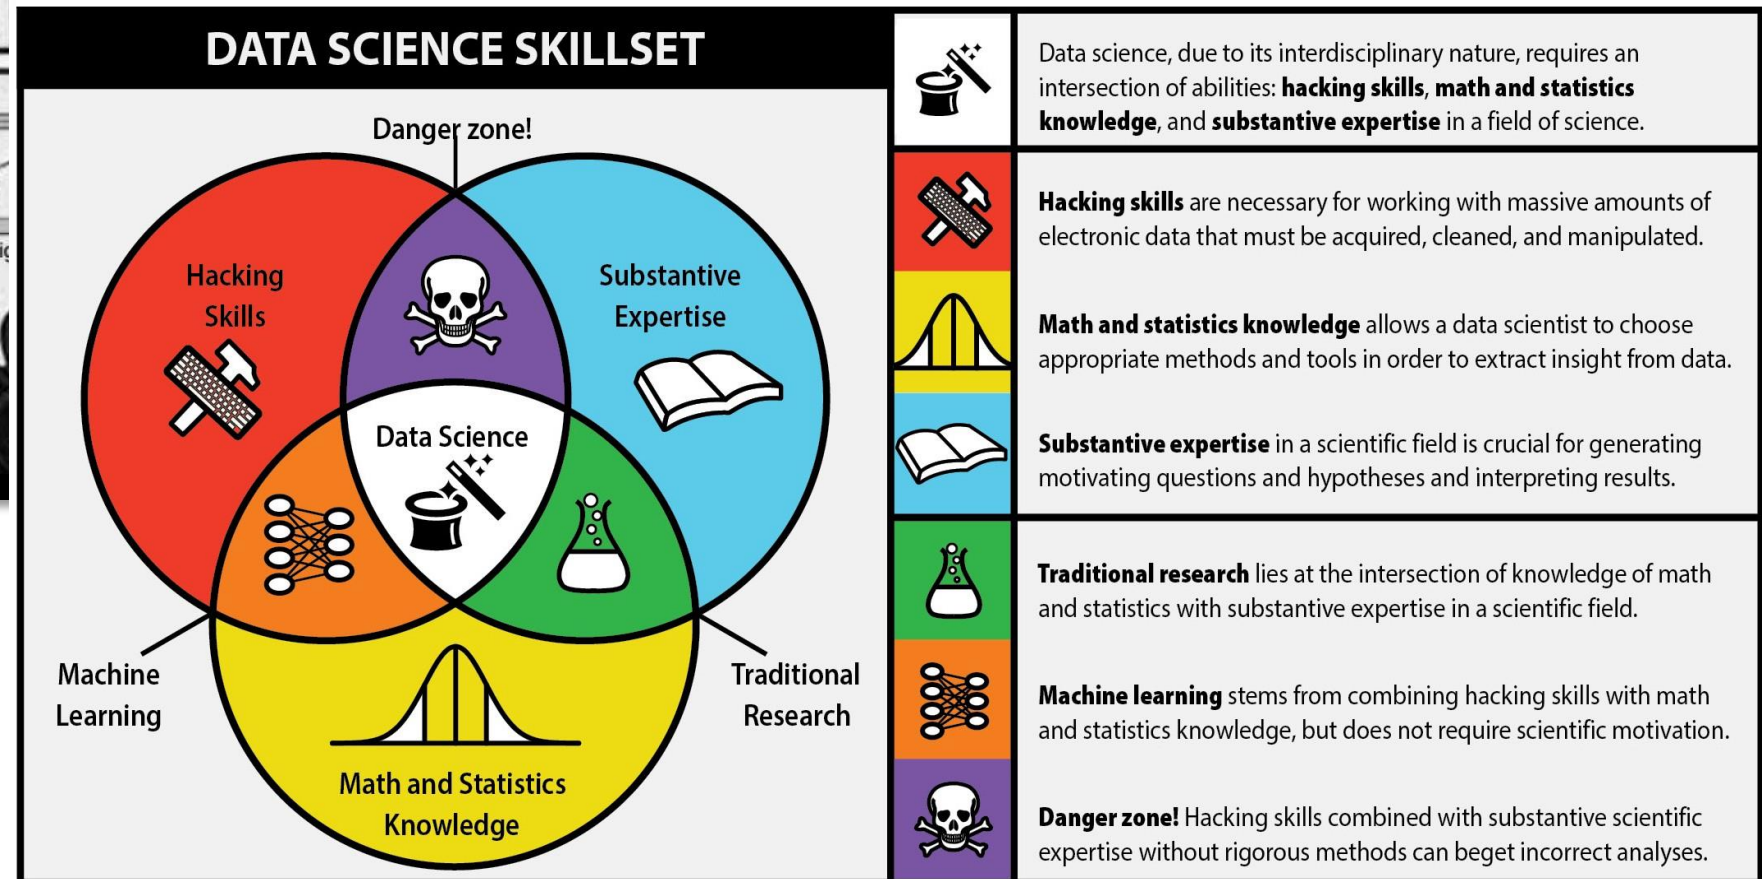 DATA SCIENCE SKILLSET
Danger zone!
Hacking
Skills
Substantive
Expertise
Data Science
Machine
Learning
Traditional
Research
Math and Statistics
Knowledge
Data science, due to its interdisciplinary nature, requires an
intersection of abilities: hacking skills, math and statistics
knowledge, and substantive expertise in a field of science.
Hacking skills are necessary for working with massive amounts of
electronic data that must be acquired, cleaned, and manipulated.
Math and statistics knowledge allows a data scientist to choose
appropriate methods and tools in order to extract insight from data.
Substantive expertise in a scientific field is crucial for generating
motivating questions and hypotheses and interpreting results.
Traditional research lies at the intersection of knowledge of math
and statistics with substantive expertise in a scientific field.
Machine learning stems from combining hacking skills with math
and statistics knowledge, but does not require scientific motivation.
Danger zone! Hacking skills combined with substantive scientific
expertise without rigorous methods can beget incorrect analyses.